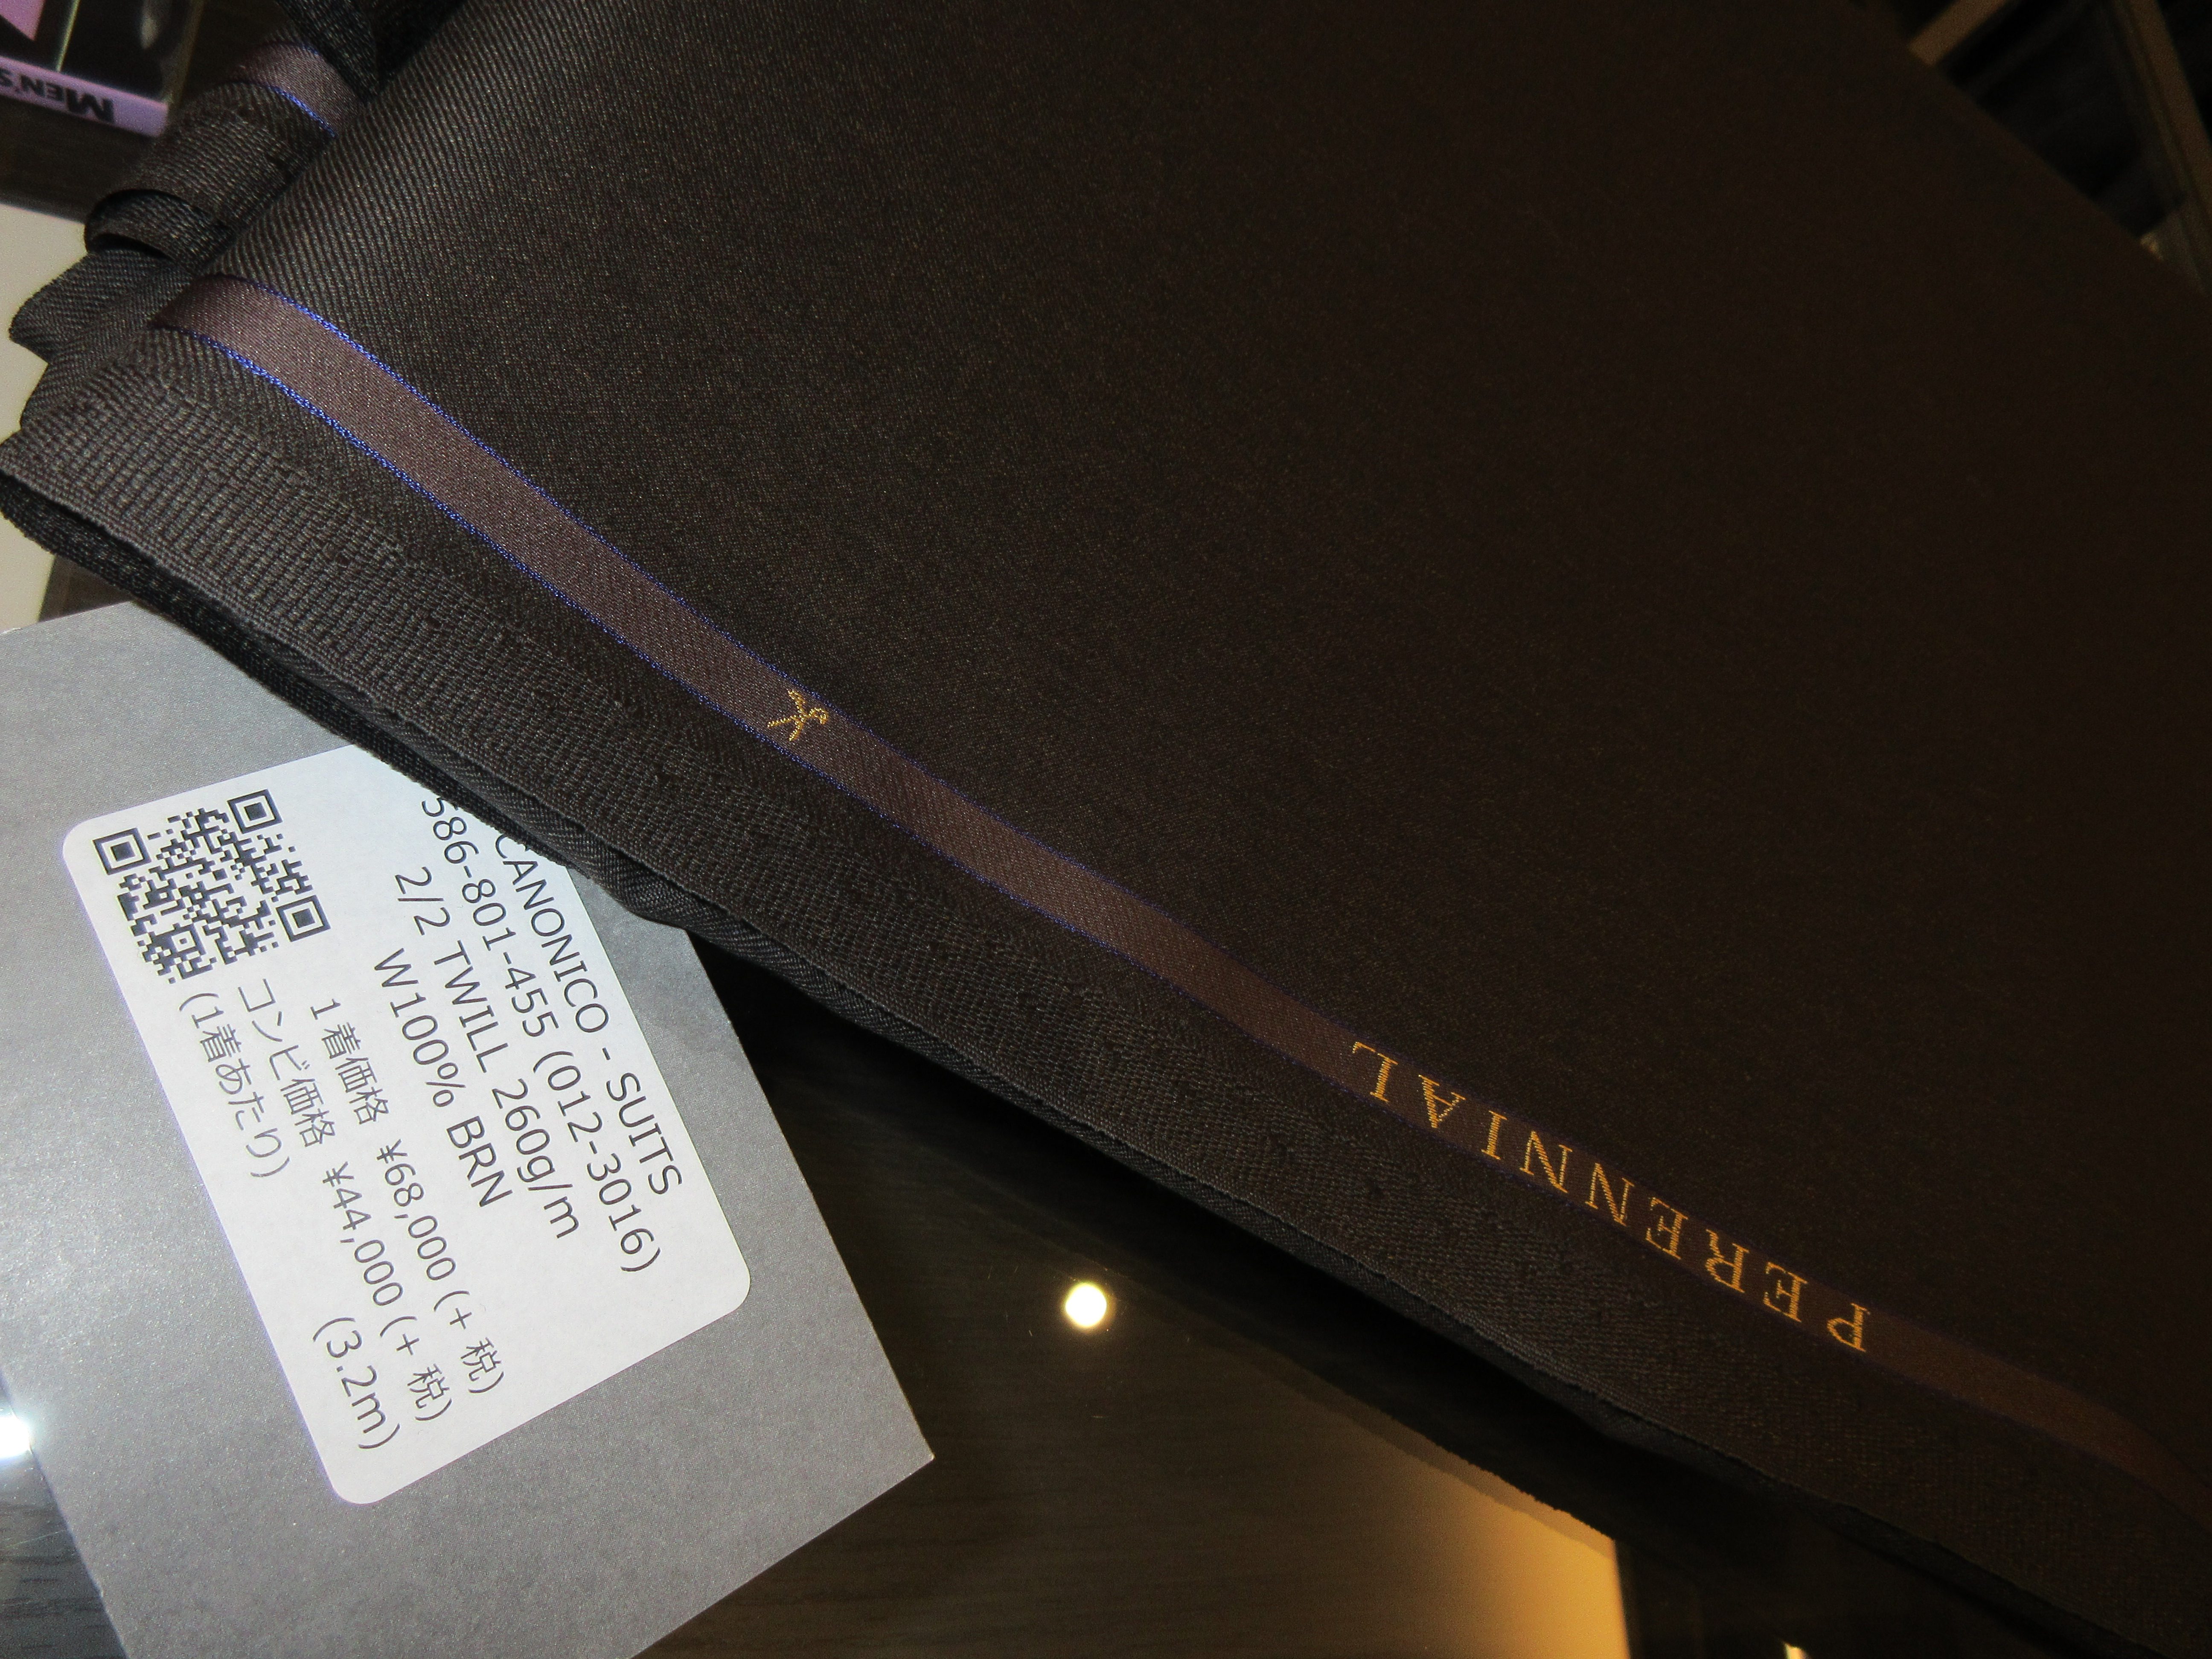 MEN'S
PERENNIAL
CANONICO - SUITS
586-801-455 (012-3016)
2/2 TWILL 260g/m
W100% BRN
1着価格 ¥68,000 (+ 税)
コンビ価格 ¥44,000 (+ 税)
(1着あたり) (3.2m)